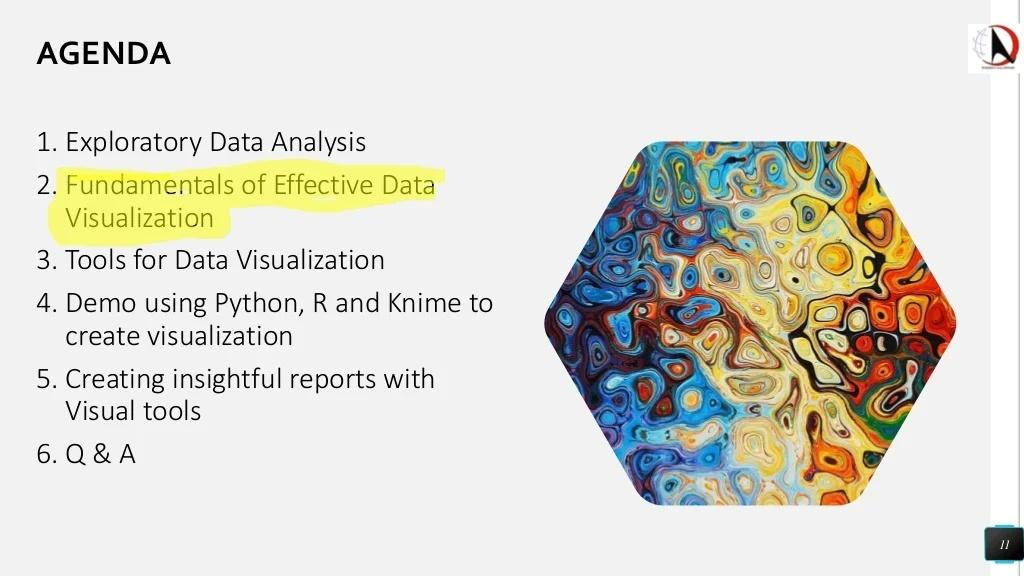 AGENDA
1. Exploratory Data Analysis
2. Fundamentals of Effective Data
Visualization
3. Tools for Data Visualization
4. Demo using Python, R and Knime to
create visualization
5. Creating insightful reports with
Visual tools
6. Q & A
11